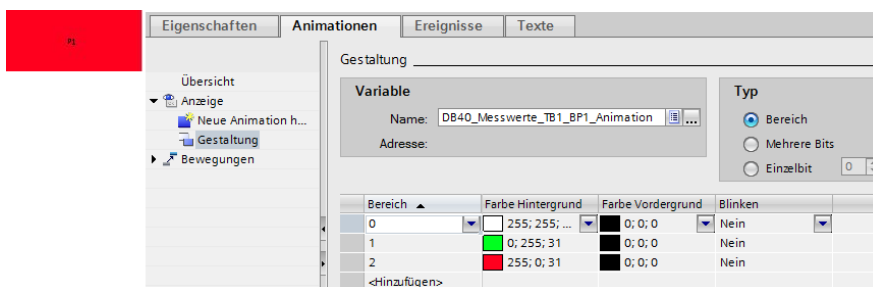 Eigenschaften Animationen Ereignisse Texte
Gestaltung
Übersicht
Anzeige
Neue Animation h...
Gestaltung
Bewegungen
Variable
Name: DB40_Messwerte_TB1_BP1_Animation ...
Adresse:
Typ
Bereich
Mehrere Bits
Einzelbit 0
Bereich Farbe Hintergrund Farbe Vordergrund Blinken
0 255; 255; ... 0; 0; 0 Nein
1 0; 255; 31 0; 0; 0 Nein
2 255; 0; 31 0; 0; 0 Nein
<Hinzufügen>